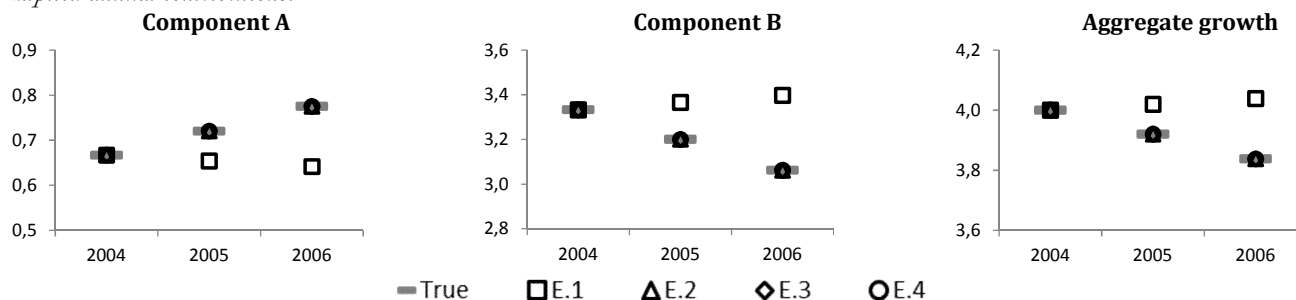 Component A
0,9
0,8
0,7
0,6
0,5
2004 2005 2006
Component B
3,6
3,4
3,2
3,0
2,8
2004 2005 2006
Aggregate growth
4,2
4,0
3,8
3,6
2004 2005 2006
True E.1 E.2 E.3 E.4